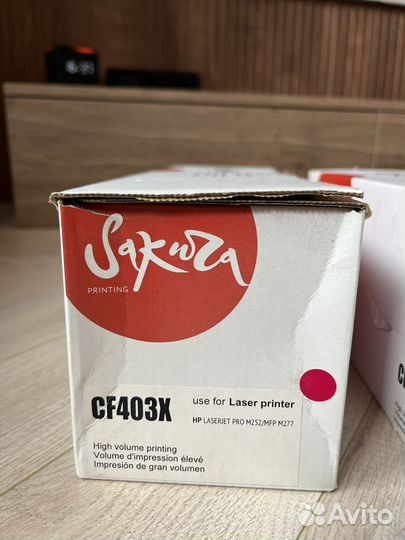 Sakura
PRINTING
CF403X
use for Laser printer
HP LASERJET PRO M252/MFP M277
High volume printing
Volume d'impression élevé
Impresión de gran volumen
Avito